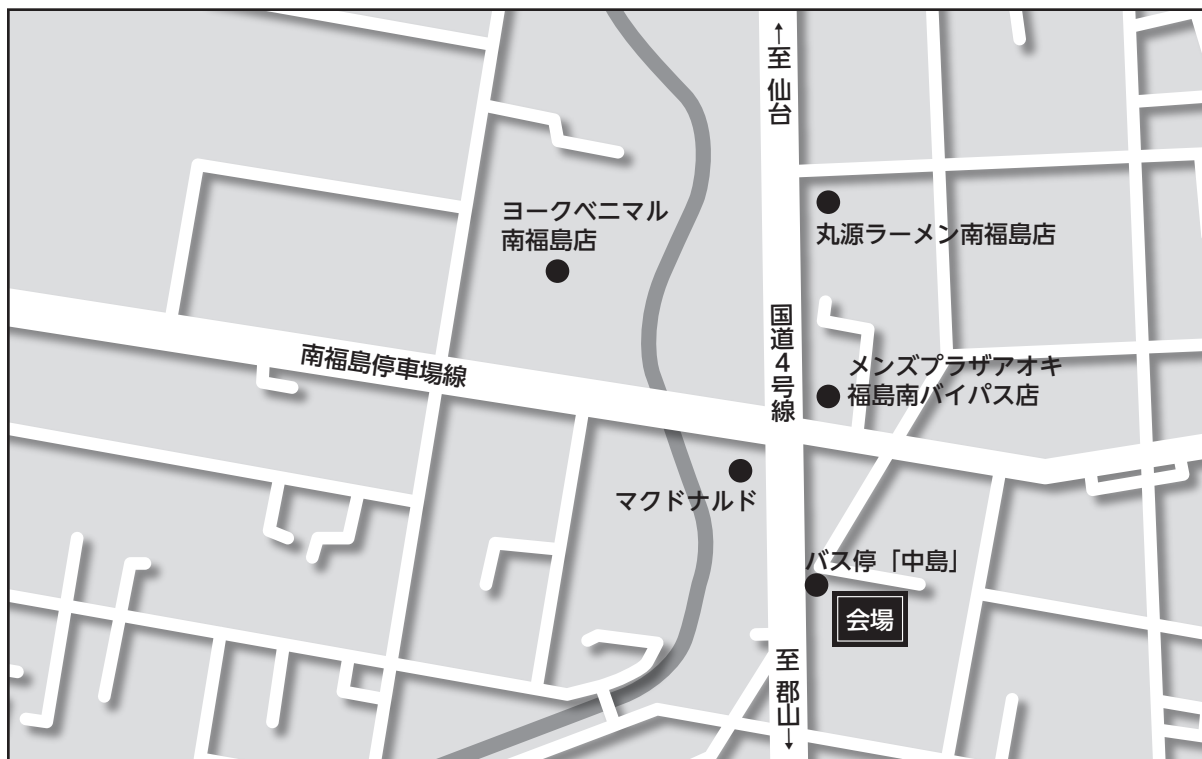 ↑至 仙台
ヨークベニマル
南福島店
丸源ラーメン南福島店
国道4号線
南福島停車場線
メンズプラザアオキ
福島南バイパス店
マクドナルド
バス停「中島」
会場
至 郡山↓